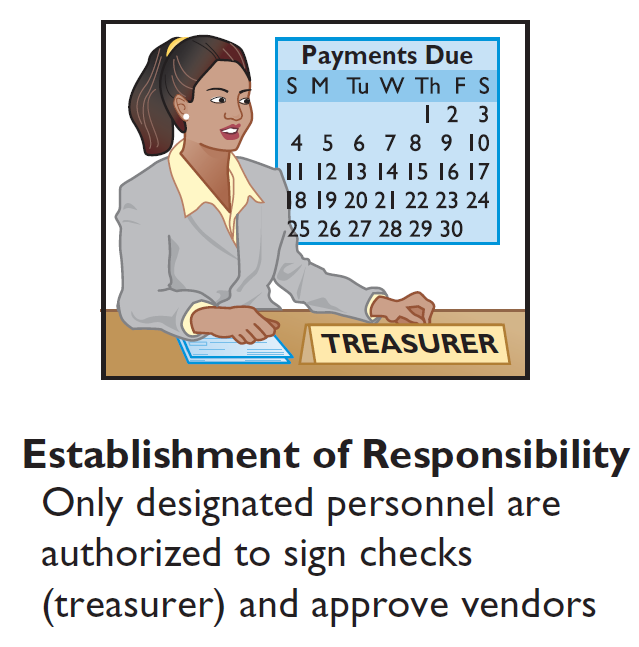 Payments Due
S M Tu W Th F S
1 2 3
4 5 6 7 8 9 10
11 12 13 14 15 16 17
18 19 20 21 22 23 24
25 26 27 28 29 30
TREASURER
Establishment of Responsibility
Only designated personnel are
authorized to sign checks
(treasurer) and approve vendors